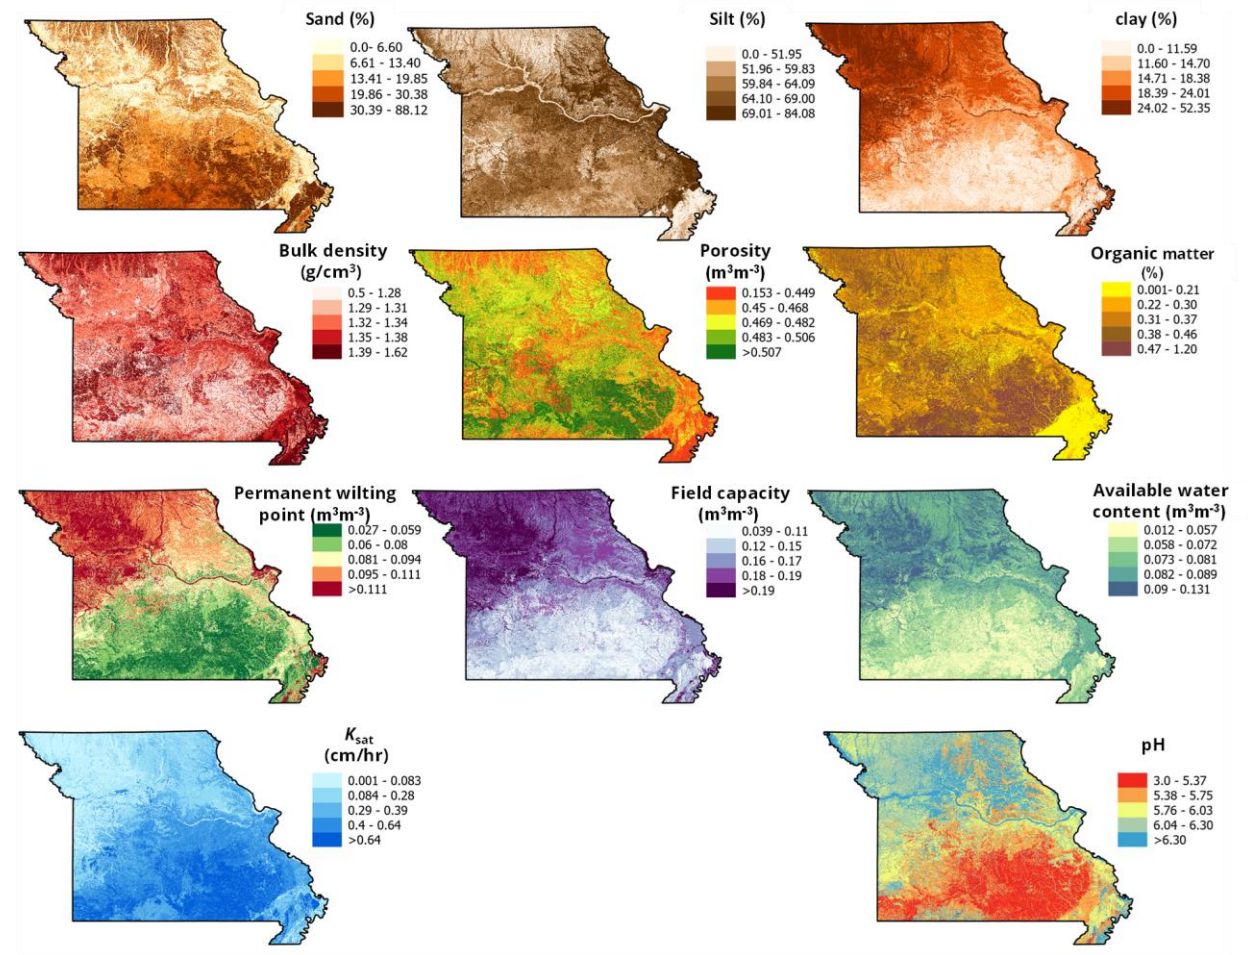 Sand (%)
0.0- 6.60
6.61 - 13.40
13.41 - 19.85
19.86 - 30.38
30.39 - 88.12
Silt (%)
0.0 - 51.95
51.96 - 59.83
59.84 - 64.09
64.10 - 69.00
69.01 - 84.08
clay (%)
0.0 - 11.59
11.60 - 14.70
14.71 - 18.38
18.39 - 24.01
24.02 - 52.35
Bulk density
(g/cm³)
0.5 - 1.28
1.29 - 1.31
1.32 - 1.34
1.35 - 1.38
1.39 - 1.62
Porosity
(m³m-³)
0.153 - 0.449
0.45 - 0.468
0.469 - 0.482
0.483 - 0.506
>0.507
Organic matter
(%)
0.001- 0.21
0.22 - 0.30
0.31 - 0.37
0.38 - 0.46
0.47 - 1.20
Permanent wilting
point (m³m-³)
0.027 - 0.059
0.06 - 0.08
0.081 - 0.094
0.095 - 0.111
>0.111
Field capacity
(m³m-³)
0.039 - 0.11
0.12 - 0.15
0.16 - 0.17
0.18 - 0.19
>0.19
Available water
content (m³m-³)
0.012 - 0.057
0.058 - 0.072
0.073 - 0.081
0.082 - 0.089
0.09 - 0.131
Ksat
(cm/hr)
0.001 - 0.083
0.084 - 0.28
0.29 - 0.39
0.4 - 0.64
>0.64
pH
3.0 - 5.37
5.38 - 5.75
5.76 - 6.03
6.04 - 6.30
>6.30